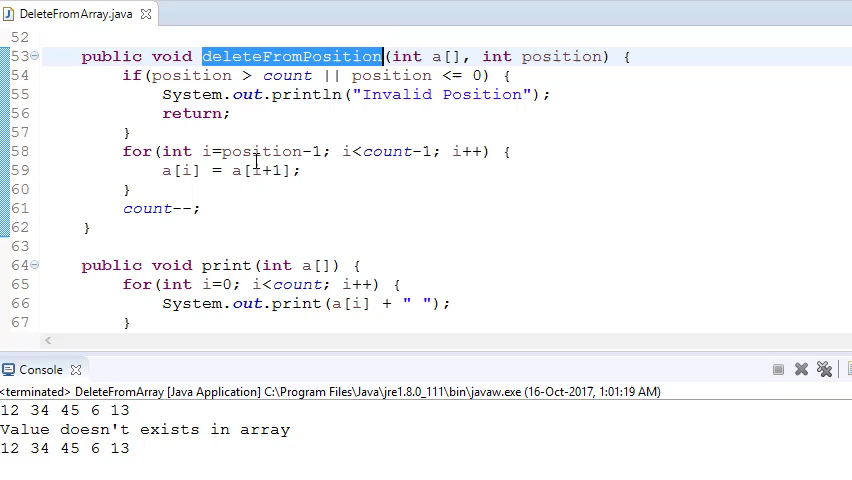 DeleteFromArray.java
52
53 public void deleteFromPosition(int a[], int position) {
54 if(position > count || position <= 0) {
55 System.out.println("Invalid Position");
56 return;
57 }
58 for(int i=position-1; i<count-1; i++) {
59 a[i] = a[i+1];
60 }
61 count--;
62 }
63
64 public void print(int a[]) {
65 for(int i=0; i<count; i++) {
66 System.out.print(a[i] + " ");
67 }
Console
<terminated> DeleteFromArray [Java Application] C:\Program Files\Java\jre1.8.0_111\bin\javaw.exe (16-Oct-2017, 1:01:19 AM)
12 34 45 6 13
Value doesn't exists in array
12 34 45 6 13